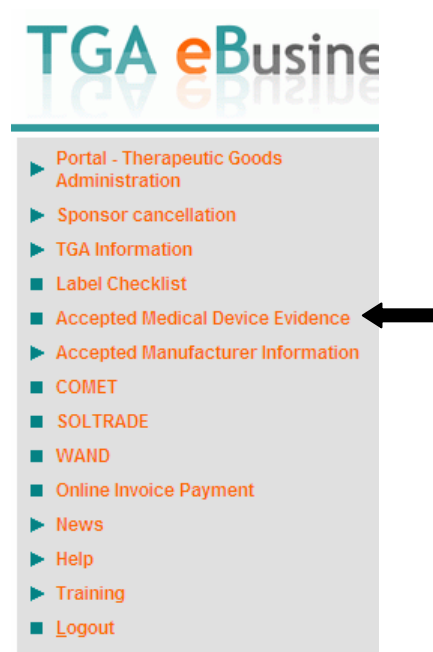 TGA eBusine
Portal - Therapeutic Goods
Administration
Sponsor cancellation
TGA Information
Label Checklist
Accepted Medical Device Evidence
Accepted Manufacturer Information
COMET
SOLTRADE
WAND
Online Invoice Payment
News
Help
Training
Logout